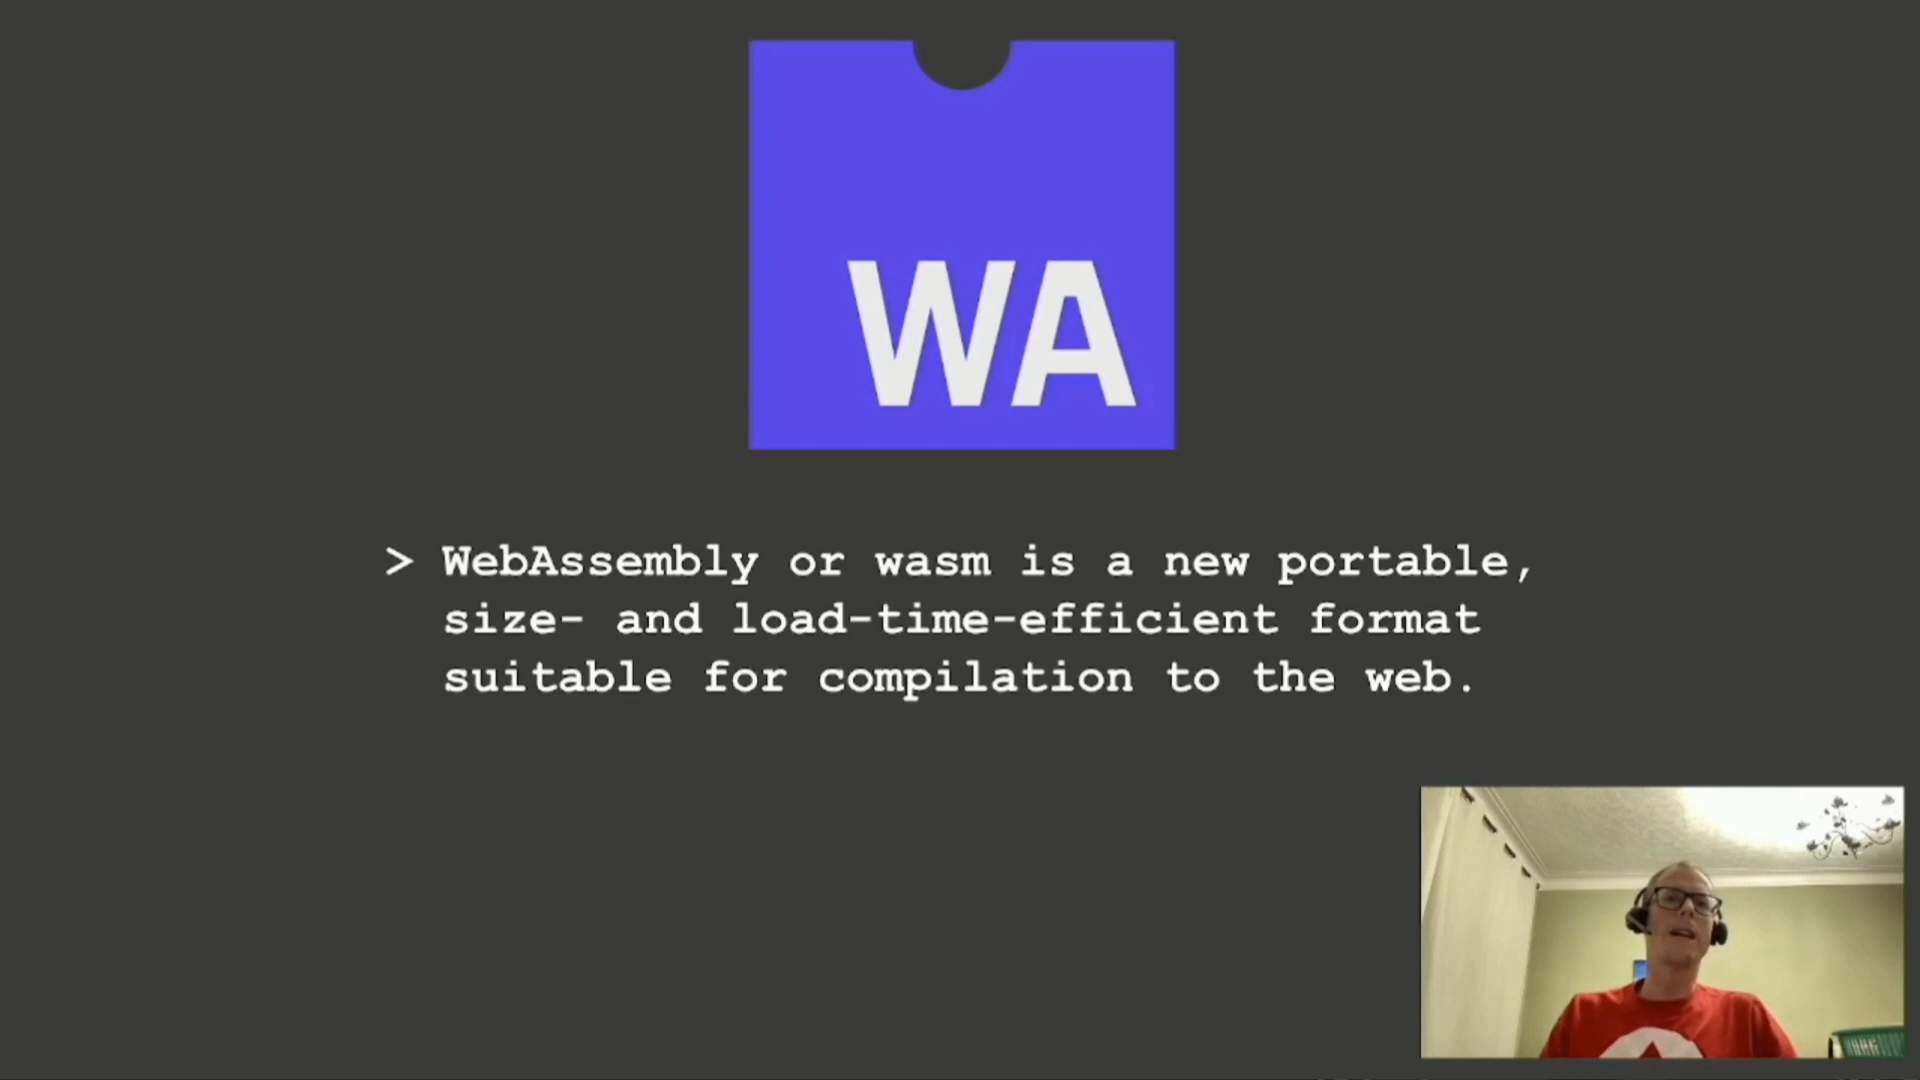 WA
> WebAssembly or wasm is a new portable,
size- and load-time-efficient format
suitable for compilation to the web.